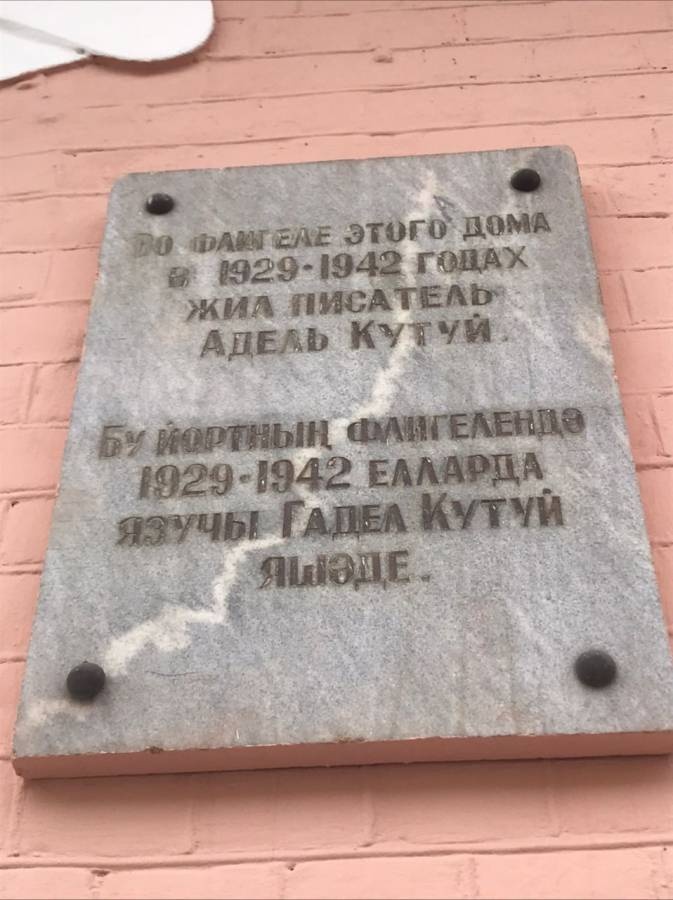 ВО ФЛИГЕЛЕ ЭТОГО ДОМА
В 1929-1942 ГОДАХ
ЖИЛ ПИСАТЕЛЬ
АДЕЛЬ КУТУЙ.
БУ ЙОРТНЫҢ ФЛИГЕЛЕНДӘ
1929-1942 ЕЛЛАРДА
ЯЗУЧЫ ГАДЕЛ КУТУЙ
ЯШӘДЕ.